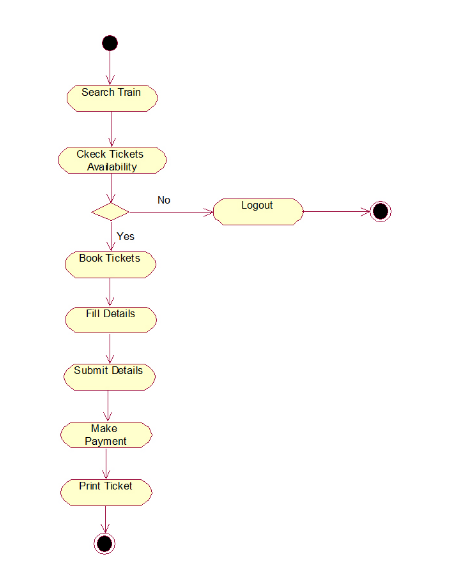 Search Train
Ckeck Tickets
Availability
No
Logout
Yes
Book Tickets
Fill Details
Submit Details
Make
Payment
Print Ticket